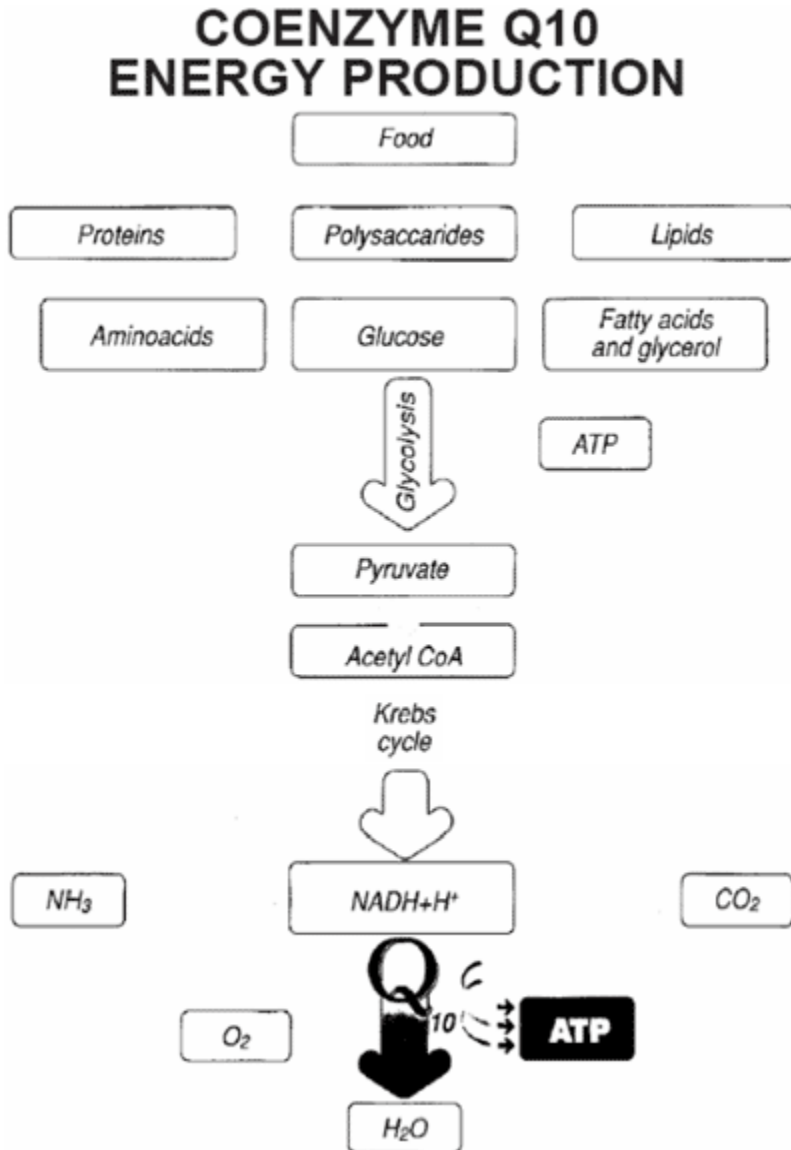 COENZYME Q10
ENERGY PRODUCTION
Food
Proteins
Polysaccarides
Lipids
Aminoacids
Glucose
Fatty acids
and glycerol
Glycolysis
ATP
Pyruvate
Acetyl CoA
Krebs
cycle
NH₃
NADH+H⁺
CO₂
Q10
O₂
ATP
H₂O